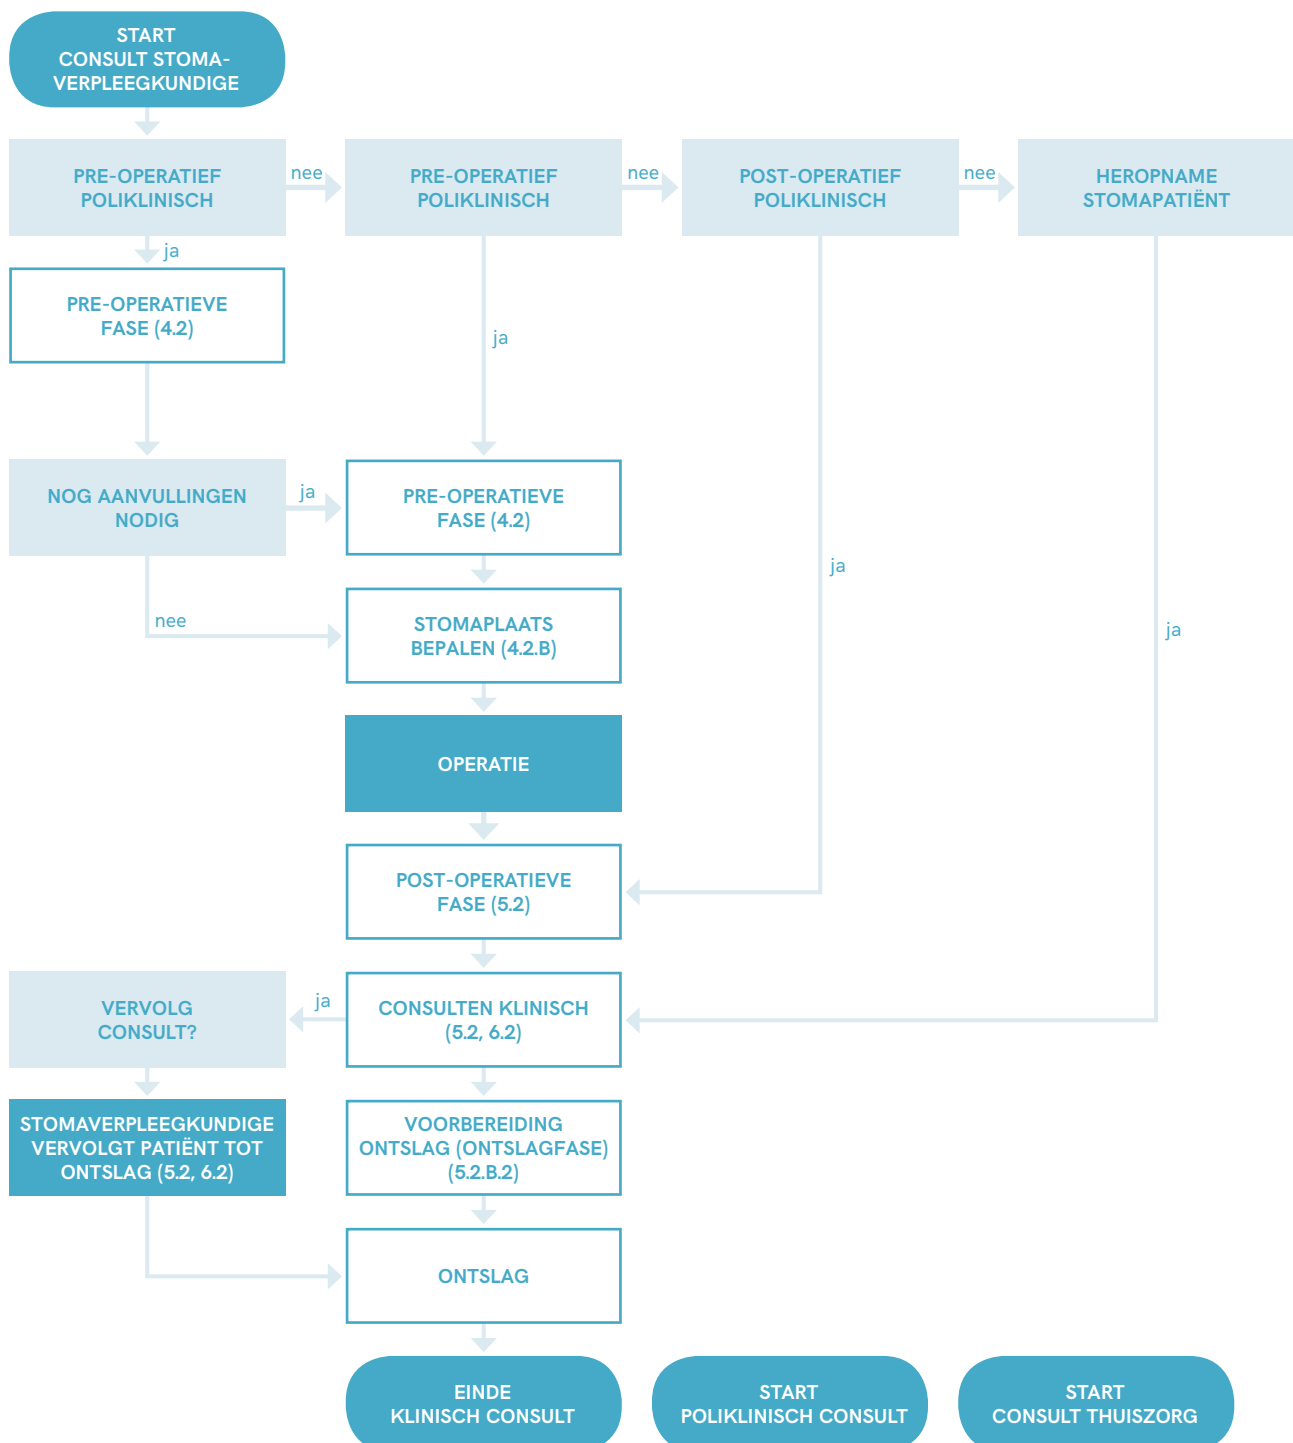 START
CONSULT STOMA-
VERPLEEGKUNDIGE
PRE-OPERATIEF
POLIKLINISCH
nee
PRE-OPERATIEF
POLIKLINISCH
nee
POST-OPERATIEF
POLIKLINISCH
nee
HEROPNAME
STOMAPATIËNT
ja
PRE-OPERATIEVE
FASE (4.2)
ja
NOG AANVULLINGEN
NODIG
ja
PRE-OPERATIEVE
FASE (4.2)
ja
nee
STOMAPLAATS
BEPALEN (4.2.B)
ja
OPERATIE
POST-OPERATIEVE
FASE (5.2)
VERVOLG
CONSULT?
ja
CONSULTEN KLINISCH
(5.2, 6.2)
STOMAVERPLEEGKUNDIGE
VERVOLGT PATIËNT TOT
ONTSLAG (5.2, 6.2)
VOORBEREIDING
ONTSLAG (ONTSLAGFASE)
(5.2.B.2)
ONTSLAG
EINDE
KLINISCH CONSULT
START
POLIKLINISCH CONSULT
START
CONSULT THUISZORG